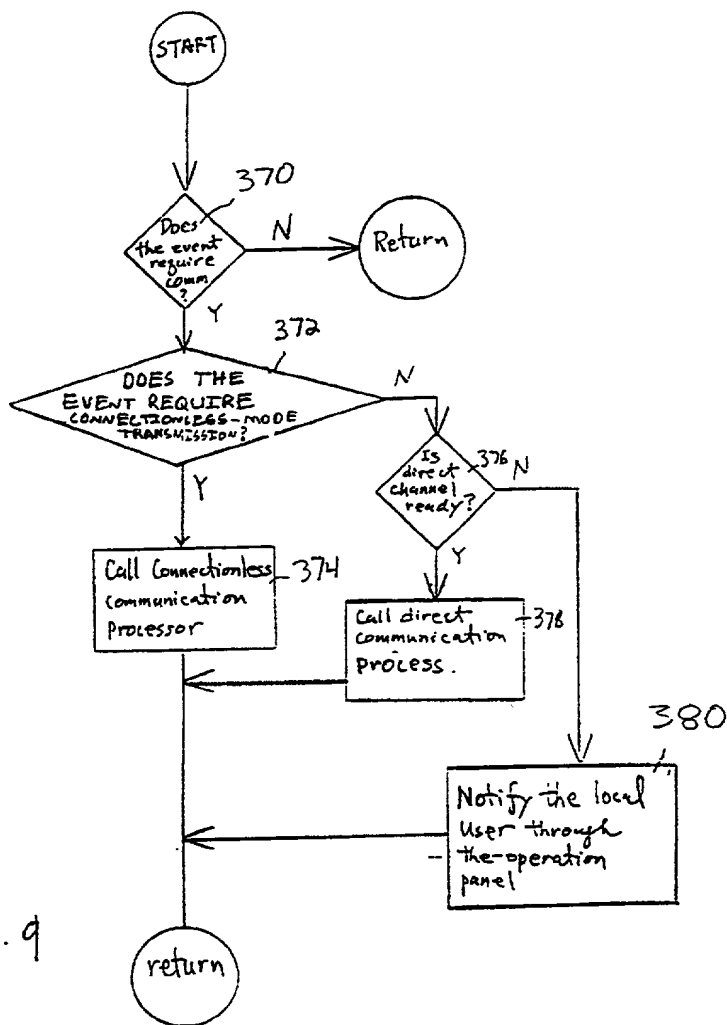 START
370
Does
the event
require
comm
?
N
Return
Y
372
DOES THE
EVENT REQUIRE
CONNECTIONLESS-MODE
TRANSMISSION?
N
Y
Is
direct
channel
ready?
376
N
Y
Call Connectionless
communication
Processor
374
Call direct
communication
process.
378
380
Notify the local
user through
the operation
panel
return
. 9